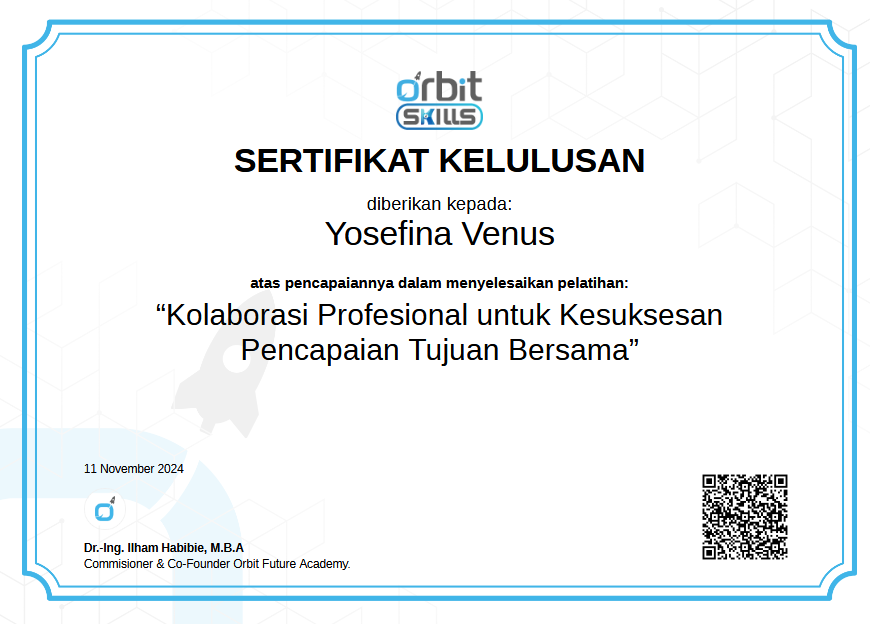 orbit
SKILLS
SERTIFIKAT KELULUSAN
diberikan kepada:
Yosefina Venus
atas pencapaiannya dalam menyelesaikan pelatihan:
“Kolaborasi Profesional untuk Kesuksesan
Pencapaian Tujuan Bersama”
11 November 2024
Dr.-Ing. Ilham Habibie, M.B.A
Commisioner & Co-Founder Orbit Future Academy.